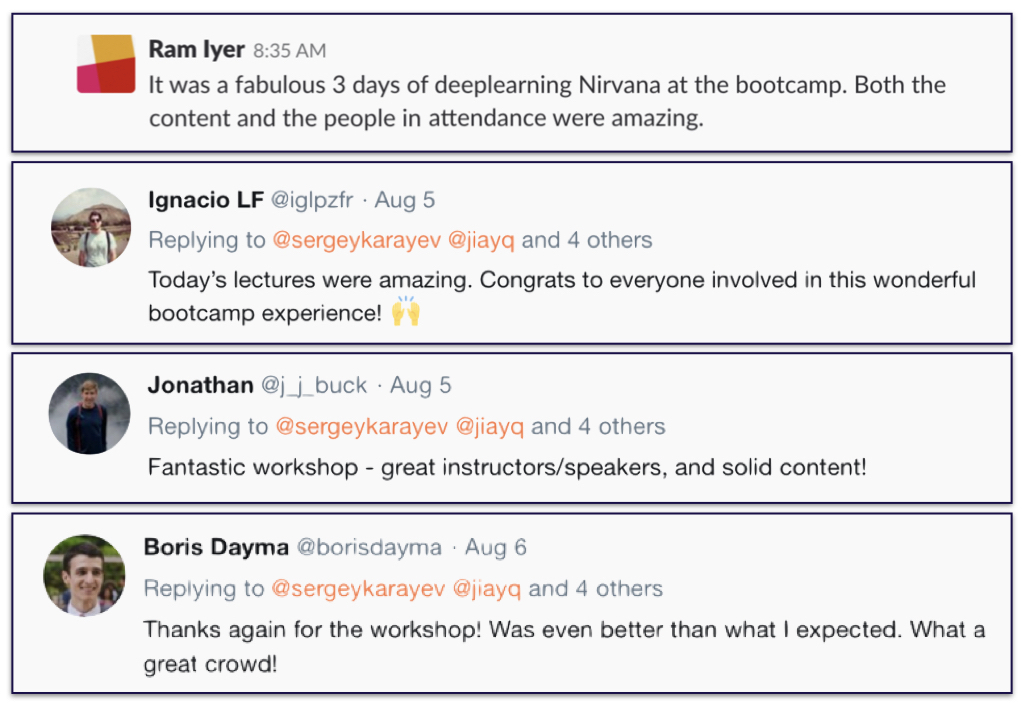 Ram Iyer 8:35 AM
It was a fabulous 3 days of deeplearning Nirvana at the bootcamp. Both the
content and the people in attendance were amazing.
Ignacio LF @iglpzfr · Aug 5
Replying to @sergeykarayev @jiayq and 4 others
Today’s lectures were amazing. Congrats to everyone involved in this wonderful
bootcamp experience! 🙌
Jonathan @j_j_buck · Aug 5
Replying to @sergeykarayev @jiayq and 4 others
Fantastic workshop - great instructors/speakers, and solid content!
Boris Dayma @borisdayma · Aug 6
Replying to @sergeykarayev @jiayq and 4 others
Thanks again for the workshop! Was even better than what I expected. What a
great crowd!